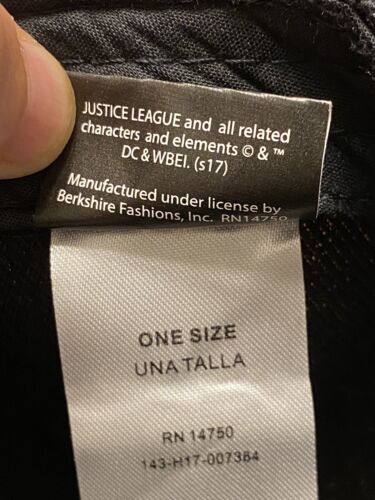 JUSTICE LEAGUE and all related
characters and elements © & ™
DC & WBEI. (s17)
Manufactured under license by
Berkshire Fashions, Inc. RN14750
ONE SIZE
UNA TALLA
RN 14750
143-H17-007384